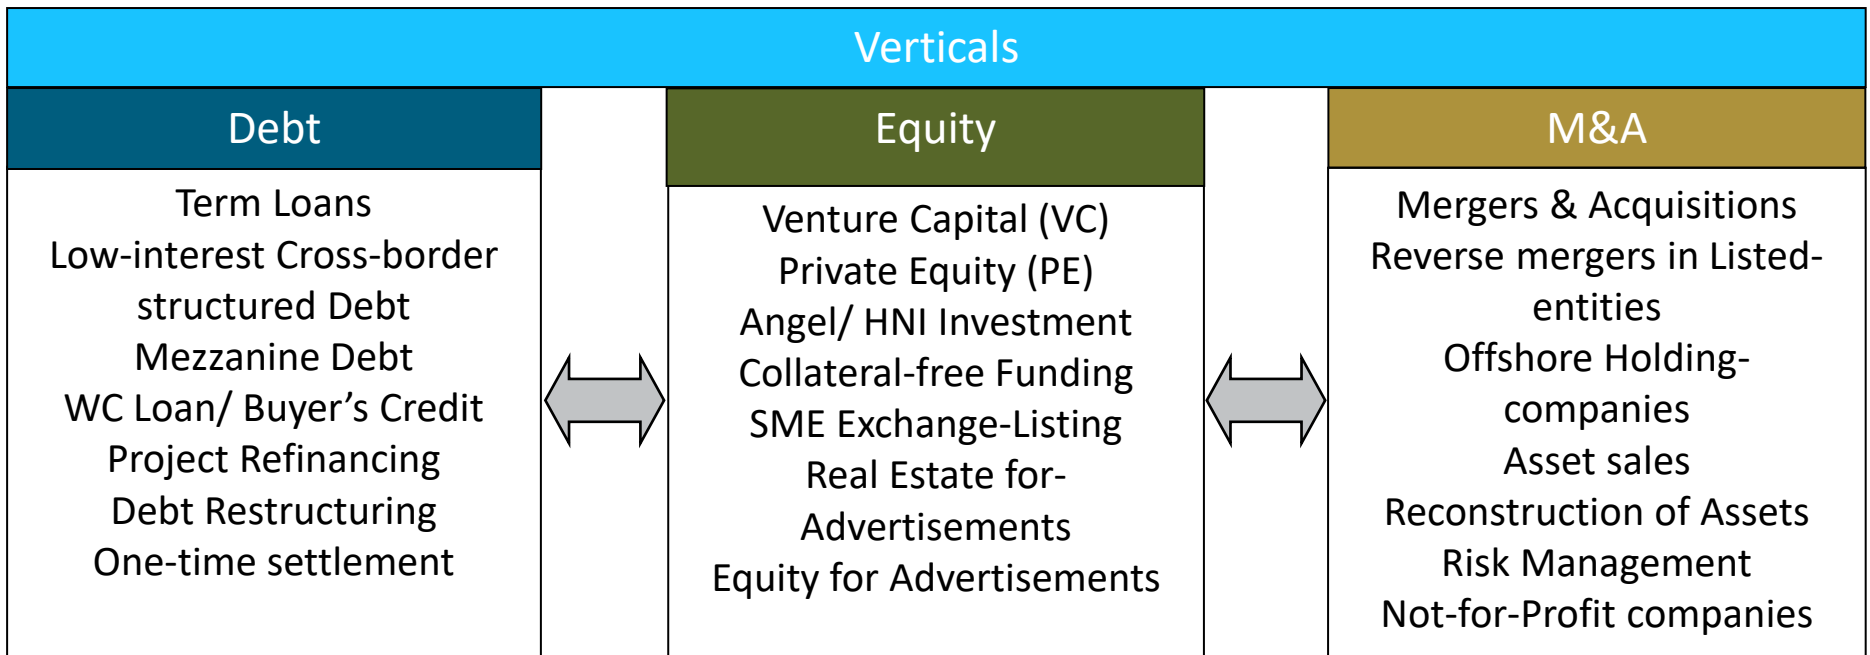 Verticals
Debt
Term Loans
Low-interest Cross-border
structured Debt
Mezzanine Debt
WC Loan/ Buyer’s Credit
Project Refinancing
Debt Restructuring
One-time settlement
Equity
Venture Capital (VC)
Private Equity (PE)
Angel/ HNI Investment
Collateral-free Funding
SME Exchange-Listing
Real Estate for-
Advertisements
Equity for Advertisements
M&A
Mergers & Acquisitions
Reverse mergers in Listed-
entities
Offshore Holding-
companies
Asset sales
Reconstruction of Assets
Risk Management
Not-for-Profit companies